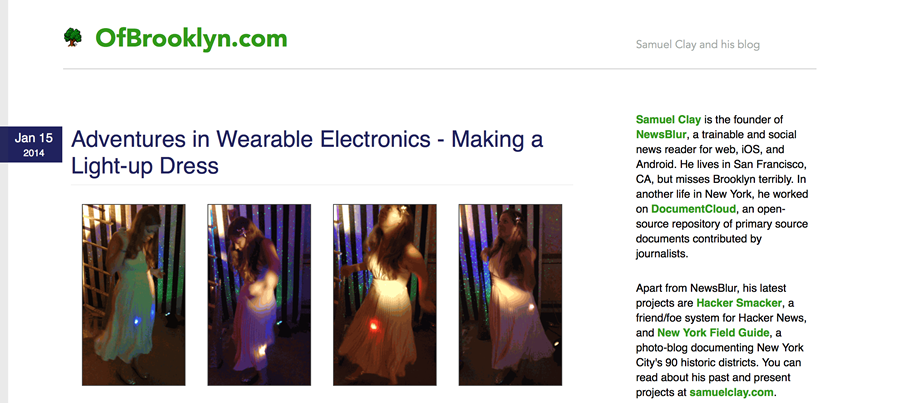 OfBrooklyn.com
Samuel Clay and his blog
Jan 15
2014
Adventures in Wearable Electronics - Making a
Light-up Dress
Samuel Clay is the founder of
NewsBlur, a trainable and social
news reader for web, iOS, and
Android. He lives in San Francisco,
CA, but misses Brooklyn terribly. In
another life in New York, he worked
on DocumentCloud, an open-
source repository of primary source
documents contributed by
journalists.
Apart from NewsBlur, his latest
projects are Hacker Smacker, a
friend/foe system for Hacker News,
and New York Field Guide, a
photo-blog documenting New York
City's 90 historic districts. You can
read about his past and present
projects at samuelclay.com.